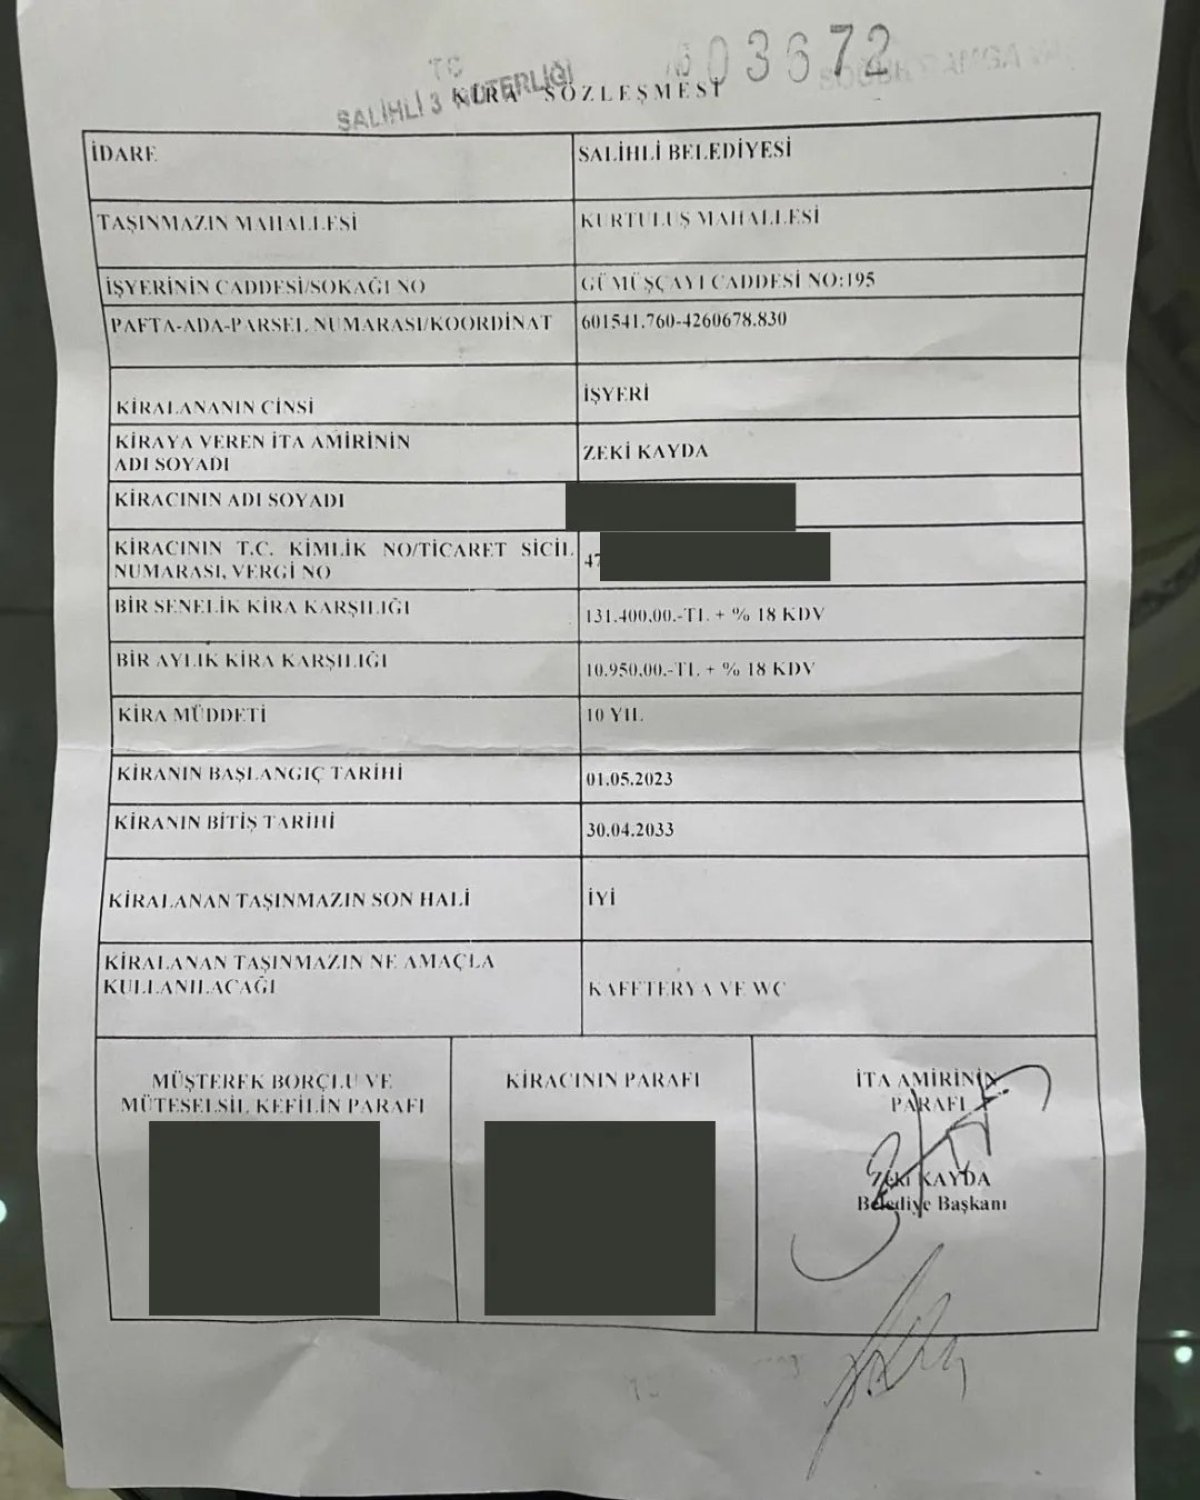 TC
SALİHLİ 3 NOTERLİĞİ
03672
KİRA SÖZLEŞMESİ
İDARE
SALİHLİ BELEDİYESİ
TAŞINMAZIN MAHALLESİ
KURTULUŞ MAHALLESİ
İŞYERİNİN CADDESİ/SOKAĞI NO
GÜMÜŞÇAYI CADDESİ NO:195
PAFTA-ADA-PARSEL NUMARASI/KOORDİNAT
601541.760-4260678.830
KİRALANANIN CİNSİ
İŞYERİ
KİRAYA VEREN İTA AMİRİNİN
ADI SOYADI
ZEKİ KAYDA
KİRACININ ADI SOYADI
KİRACININ T.C. KİMLİK NO/TİCARET SİCİL
NUMARASI, VERGİ NO
47
BİR SENELİK KİRA KARŞILIĞI
131.400,00.-TL + % 18 KDV
BİR AYLIK KİRA KARŞILIĞI
10.950,00.-TL + % 18 KDV
KİRA MÜDDETİ
10 YIL
KİRANIN BAŞLANGIÇ TARİHİ
01.05.2023
KİRANIN BİTİŞ TARİHİ
30.04.2033
KİRALANAN TAŞINMAZIN SON HALİ
İYİ
KİRALANAN TAŞINMAZIN NE AMAÇLA
KULLANILACAĞI
KAFETERYA VE WC
MÜŞTEREK BORÇLU VE
MÜTESELSİL KEFİLİN PARAFI
KİRACININ PARAFI
İTA AMİRİNİN
PARAFI
Zeki KAYDA
Belediye Başkanı